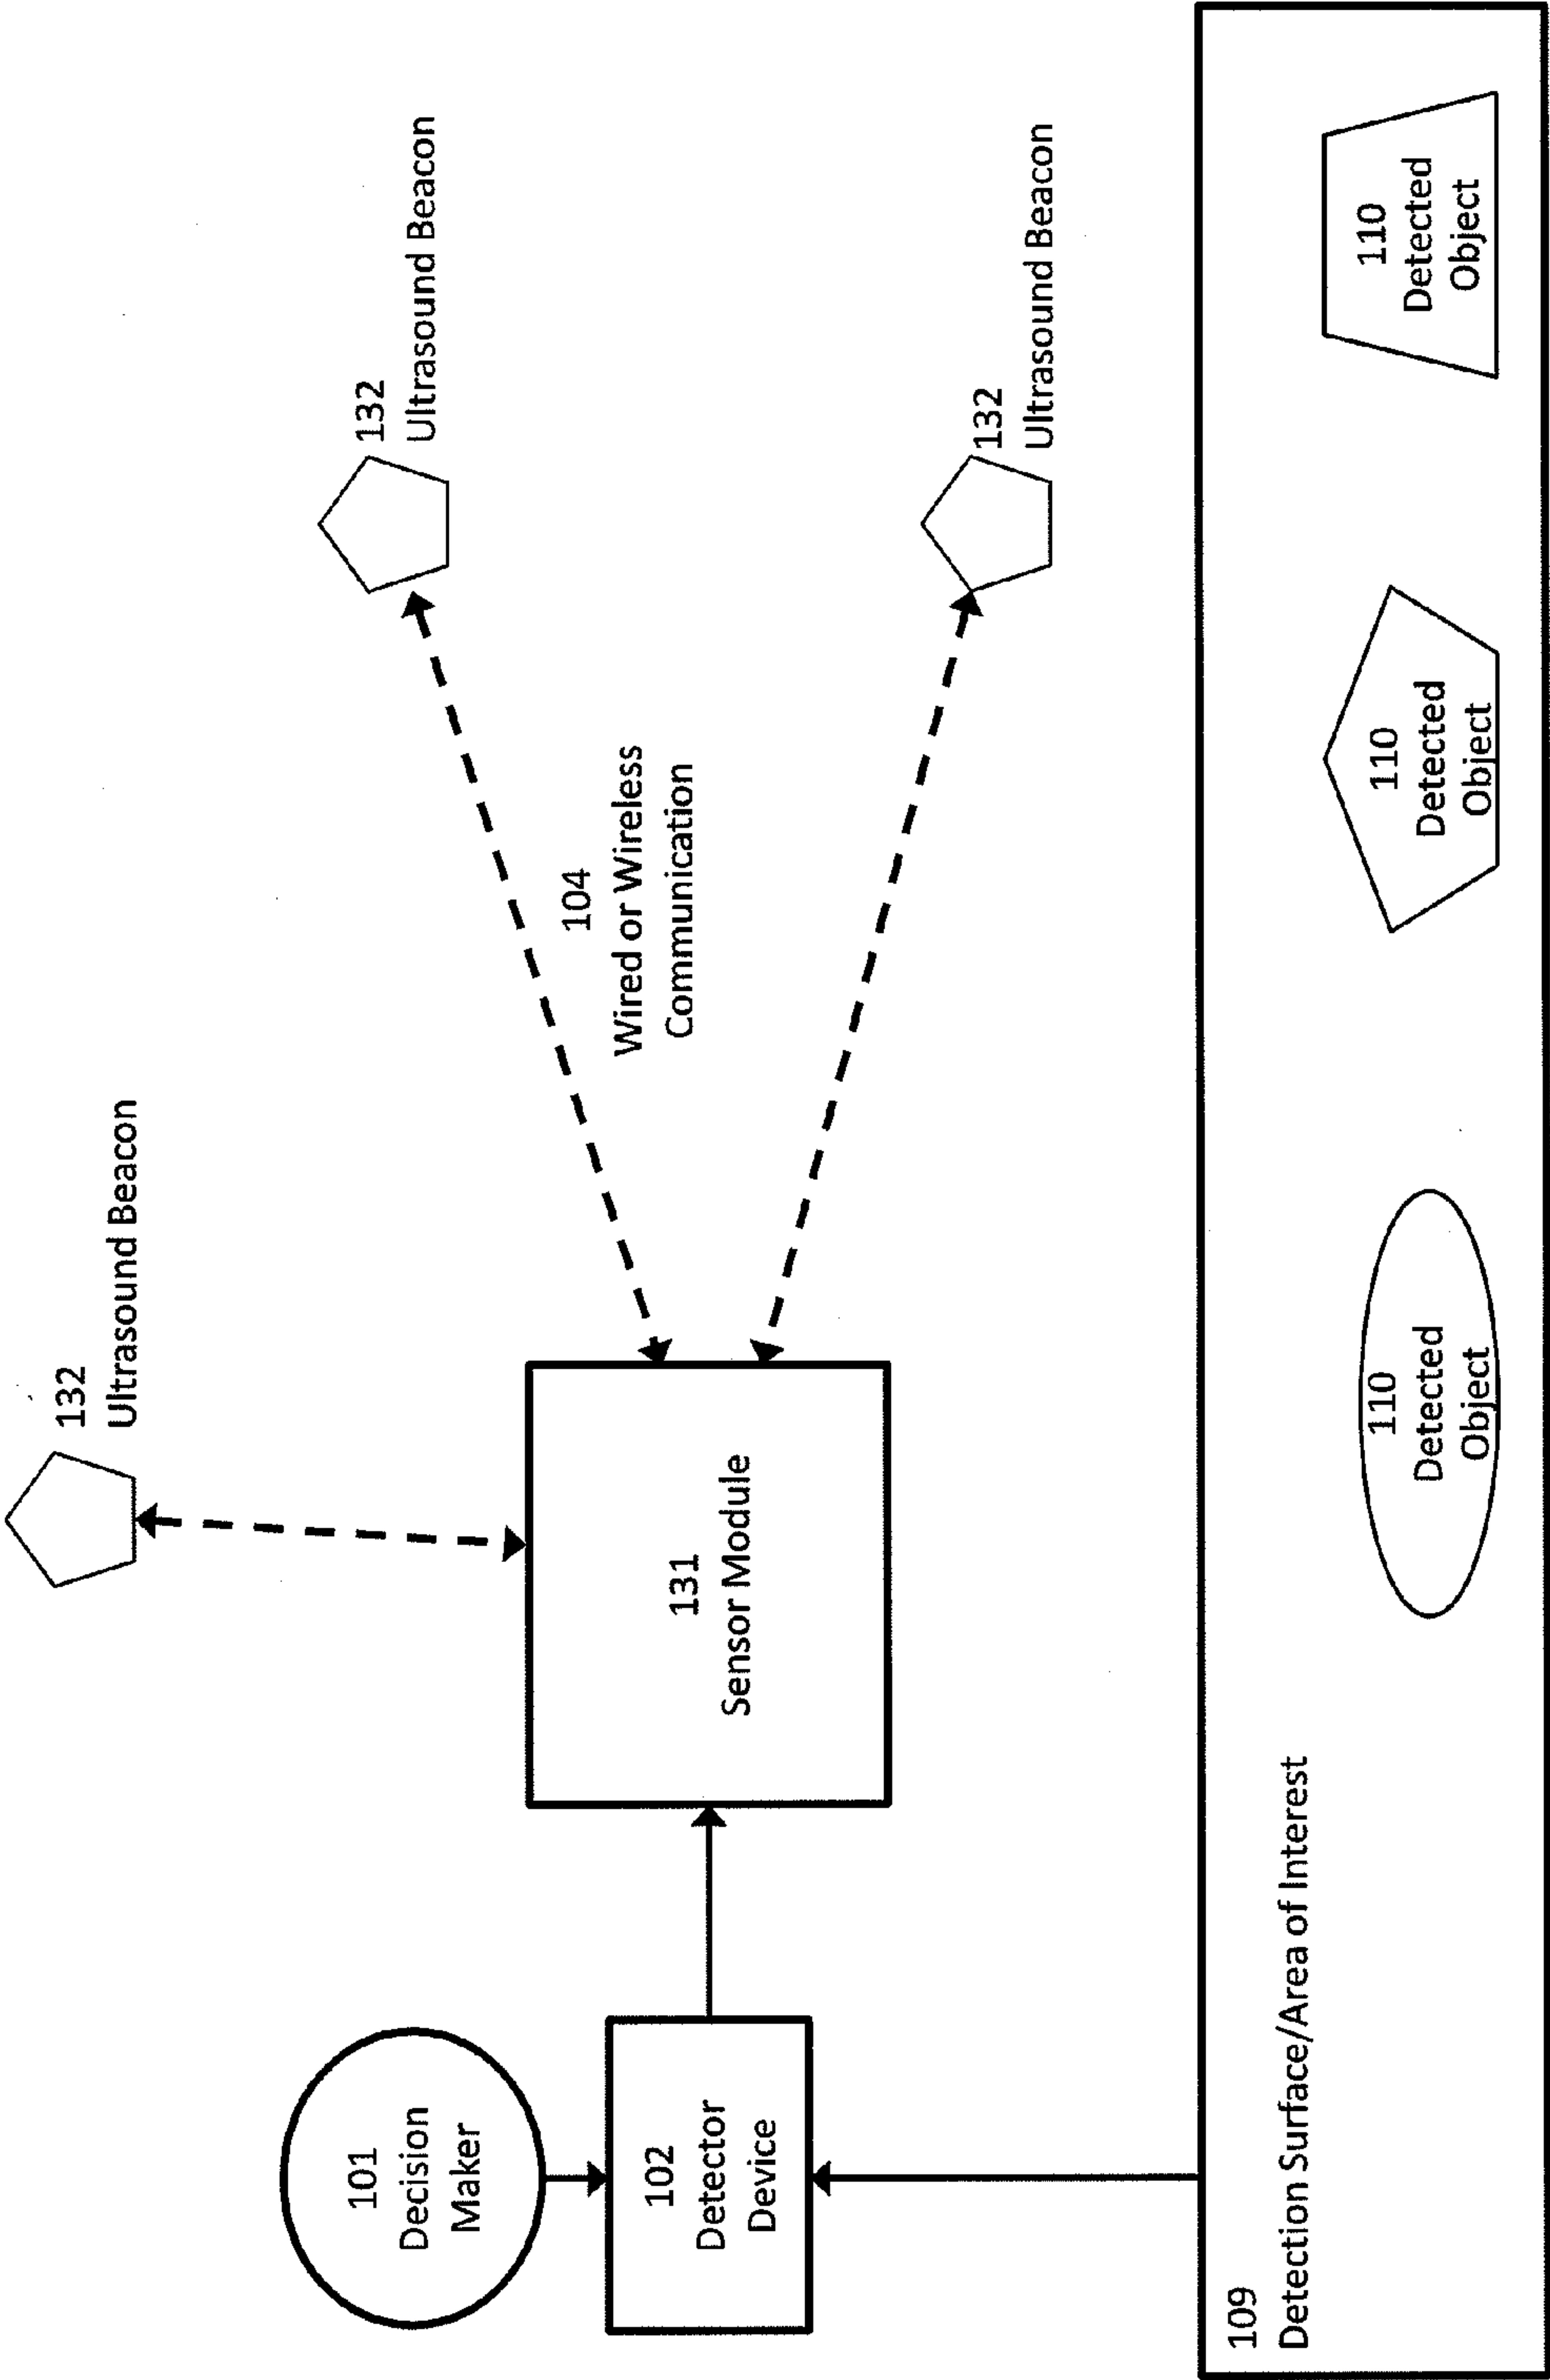 132
Ultrasound Beacon
132
Ultrasound Beacon
101
Decision
Maker
104
Wired or Wireless
Communication
102
Detector
Device
131
Sensor Module
132
Ultrasound Beacon
109
Detection Surface/Area of Interest
110
Detected
Object
110
Detected
Object
110
Detected
Object